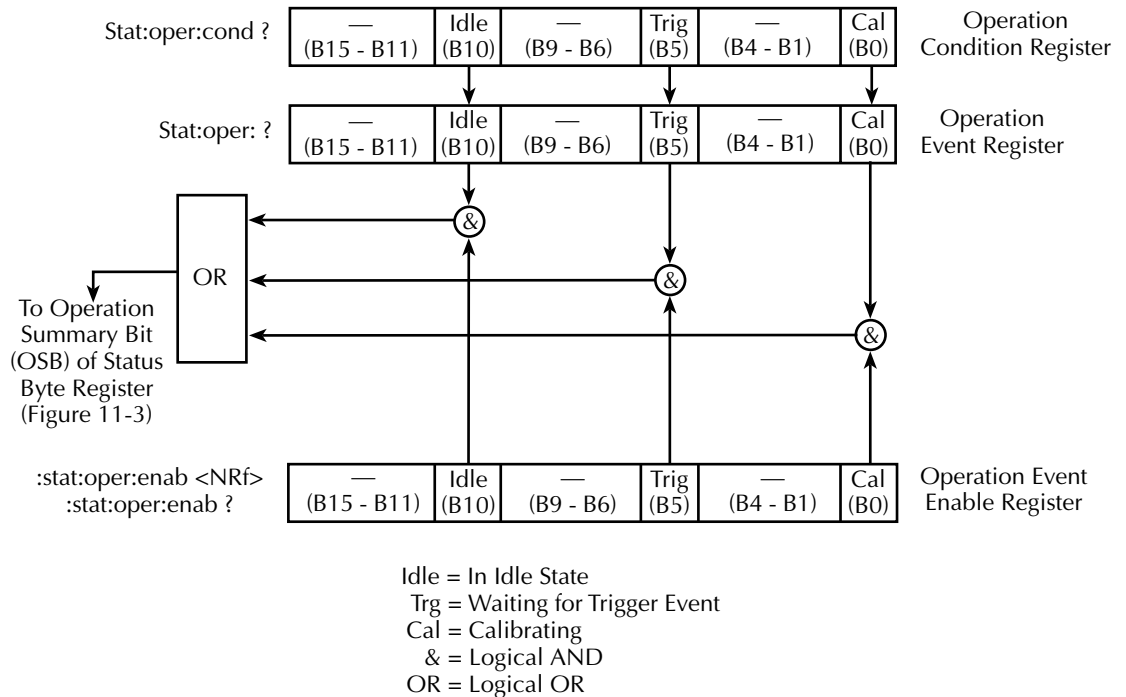 Stat:oper:cond ?
—
(B15 - B11)
Idle
(B10)
—
(B9 - B6)
Trig
(B5)
—
(B4 - B1)
Cal
(B0)
Operation
Condition Register
Stat:oper: ?
—
(B15 - B11)
Idle
(B10)
—
(B9 - B6)
Trig
(B5)
—
(B4 - B1)
Cal
(B0)
Operation
Event Register
&
OR
&
To Operation
Summary Bit
(OSB) of Status
Byte Register
(Figure 11-3)
&
:stat:oper:enab <NRf>
:stat:oper:enab ?
—
(B15 - B11)
Idle
(B10)
—
(B9 - B6)
Trig
(B5)
—
(B4 - B1)
Cal
(B0)
Operation Event
Enable Register
Idle = In Idle State
Trg = Waiting for Trigger Event
Cal = Calibrating
& = Logical AND
OR = Logical OR